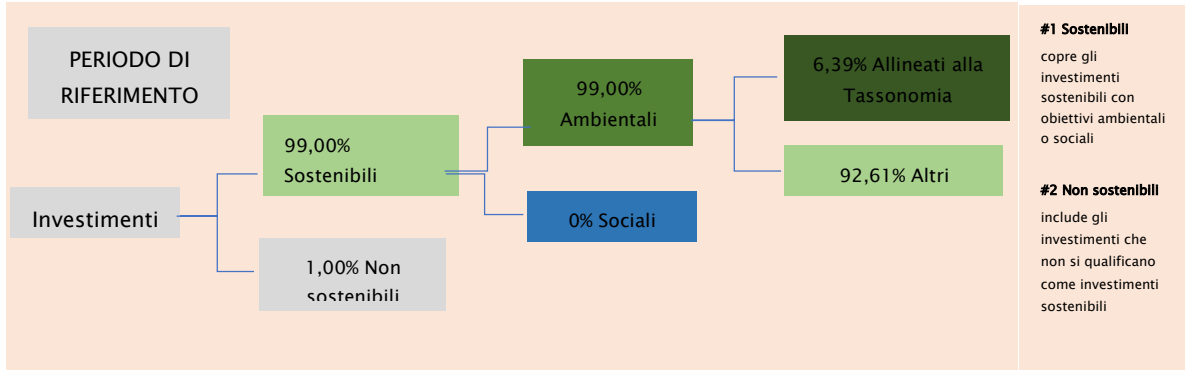 PERIODO DI
RIFERIMENTO
Investimenti
99,00%
Sostenibili
1,00% Non
sostenibili
99,00%
Ambientali
0% Sociali
6,39% Allineati alla
Tassonomia
92,61% Altri
#1 Sostenibili
copre gli
investimenti
sostenibili con
obiettivi ambientali
o sociali
#2 Non sostenibili
include gli
investimenti che
non si qualificano
come investimenti
sostenibili